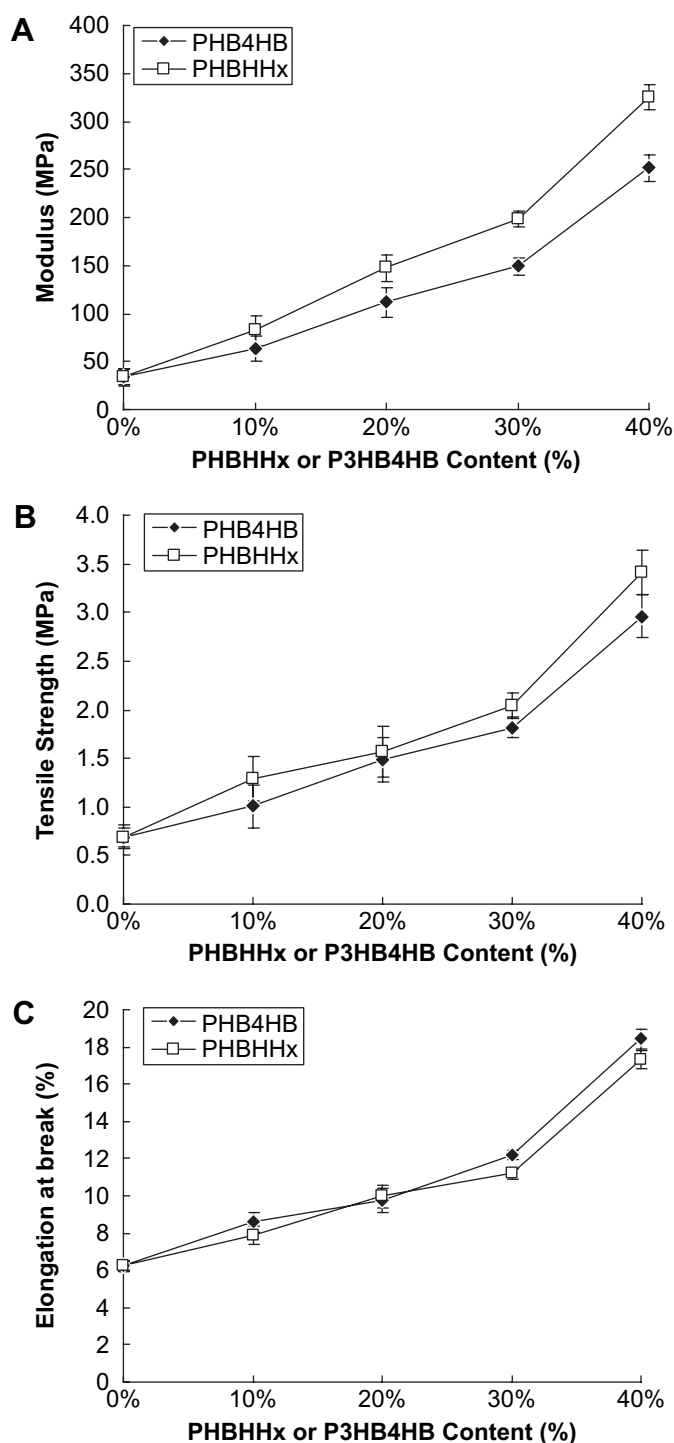 A
PHB4HB
PHBHHx
400
350
300
250
200
150
100
50
0
Modulus (MPa)
0% 10% 20% 30% 40%
PHBHHx or P3HB4HB Content (%)
B
PHB4HB
PHBHHx
4.0
3.5
3.0
2.5
2.0
1.5
1.0
0.5
0.0
Tensile Strength (MPa)
0% 10% 20% 30% 40%
PHBHHx or P3HB4HB Content (%)
C
PHB4HB
PHBHHx
20
18
16
14
12
10
8
6
4
2
0
Elongation at break (%)
0% 10% 20% 30% 40%
PHBHHx or P3HB4HB Content (%)